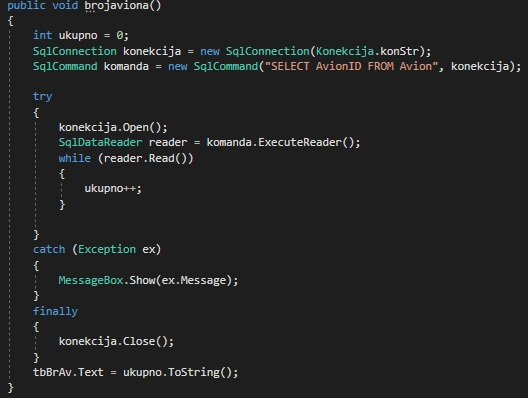 public void brojaviona()
{
int ukupno = 0;
SqlConnection konekcija = new SqlConnection(Konekcija.konStr);
SqlCommand komanda = new SqlCommand("SELECT AvionID FROM Avion", konekcija);
try
{
konekcija.Open();
SqlDataReader reader = komanda.ExecuteReader();
while (reader.Read())
{
ukupno++;
}
}
catch (Exception ex)
{
MessageBox.Show(ex.Message);
}
finally
{
konekcija.Close();
}
tbBrAv.Text = ukupno.ToString();
}